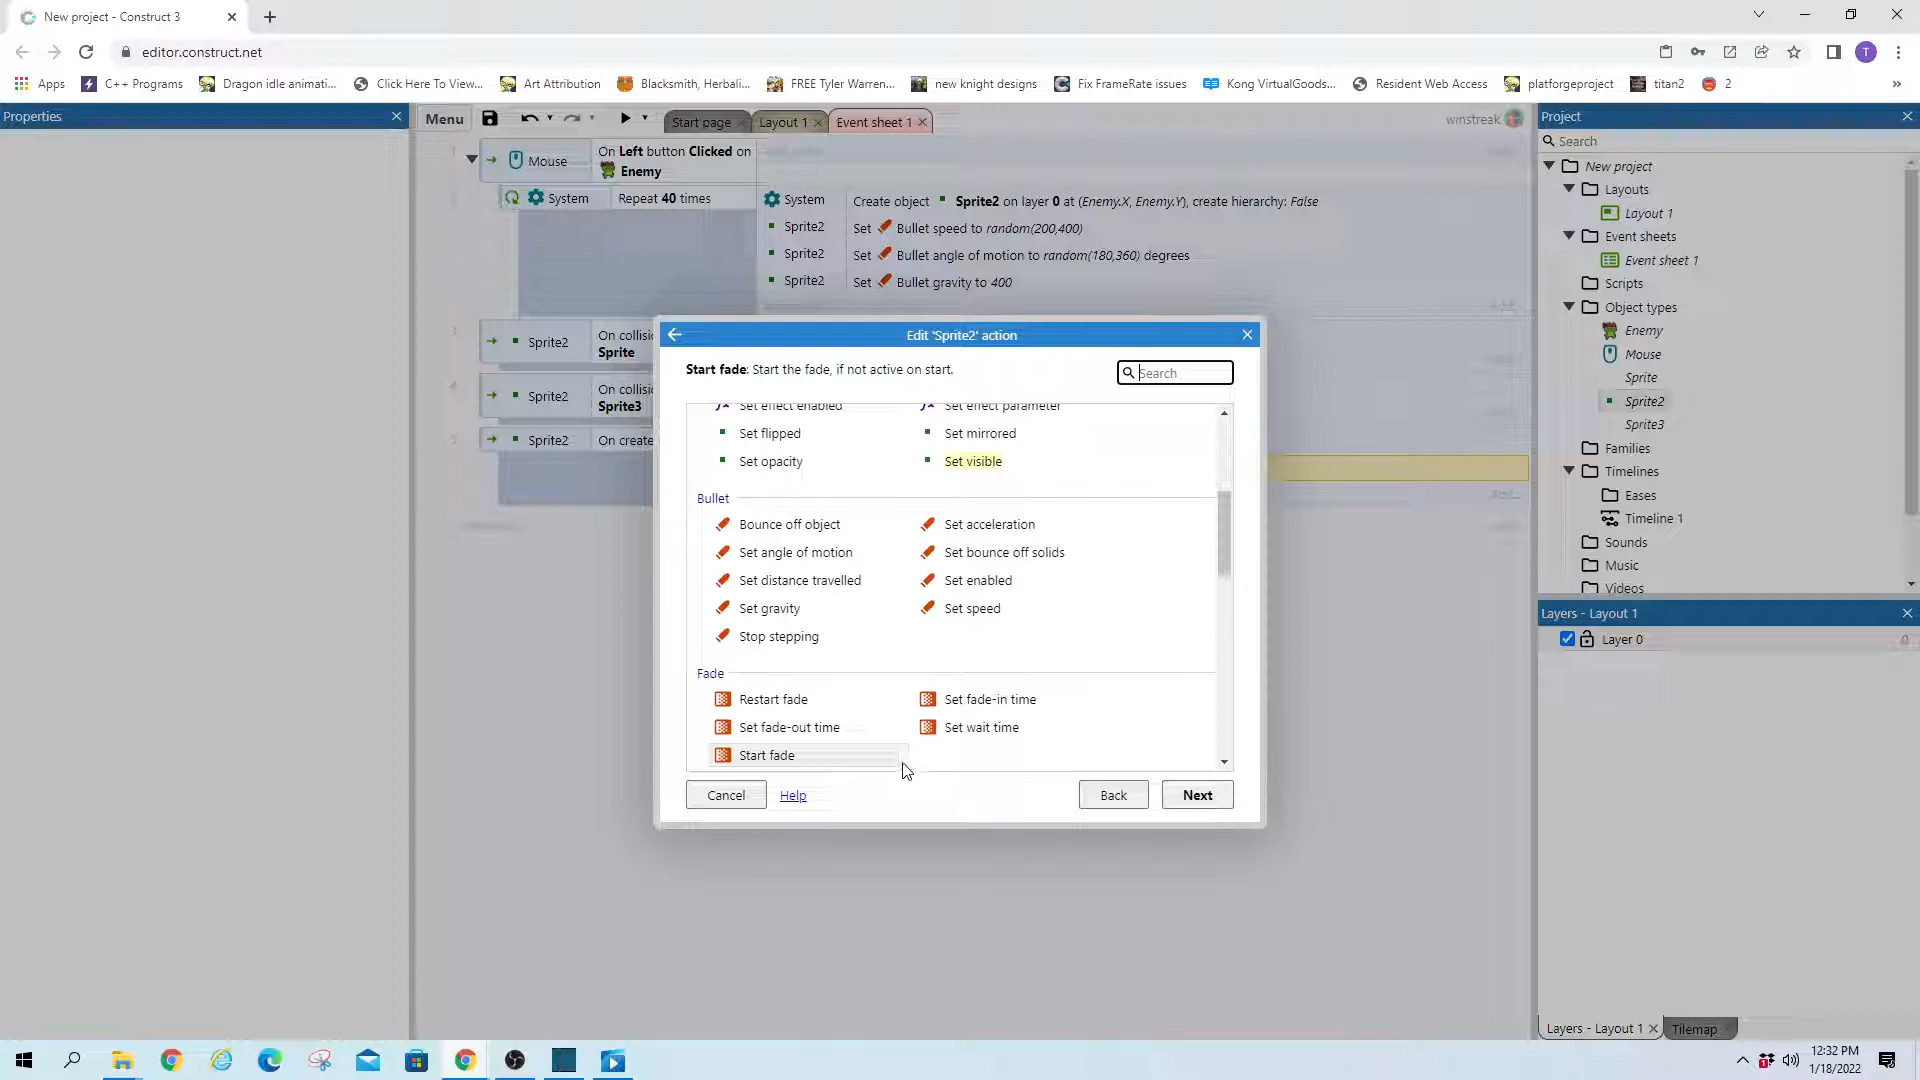 New project - Construct 3
editor.construct.net
T
Apps
C++ Programs
Dragon idle animati...
Click Here To View...
Art Attribution
Blacksmith, Herbali...
FREE Tyler Warren...
new knight designs
Fix FrameRate issues
Kong VirtualGoods...
Resident Web Access
platforgeproject
titan2
2
»
Properties
Menu
Start page
Layout 1
Event sheet 1
winstreak
Project
Search
Mouse
On Left button Clicked on
Enemy
System
Repeat 40 times
System
Create object Sprite2 on layer 0 at (Enemy.X, Enemy.Y), create hierarchy: False
Sprite2
Set Bullet speed to random(200,400)
Sprite2
Set Bullet angle of motion to random(180,360) degrees
Sprite2
Set Bullet gravity to 400
Sprite2
On collisi
Sprite
Sprite2
On collisi
Sprite3
Sprite2
On create
Edit 'Sprite2' action
Start fade: Start the fade, if not active on start.
Search
Set effect enabled
Set effect parameter
Set flipped
Set mirrored
Set opacity
Set visible
Bullet
Bounce off object
Set acceleration
Set angle of motion
Set bounce off solids
Set distance travelled
Set enabled
Set gravity
Set speed
Stop stepping
Fade
Restart fade
Set fade-in time
Set fade-out time
Set wait time
Start fade
Cancel
Help
Back
Next
New project
Layouts
Layout 1
Event sheets
Event sheet 1
Scripts
Object types
Enemy
Mouse
Sprite
Sprite2
Sprite3
Families
Timelines
Eases
Timeline 1
Sounds
Music
Videos
Layers - Layout 1
Layer 0
0
Layers - Layout 1
Tilemap
12:32 PM
1/18/2022